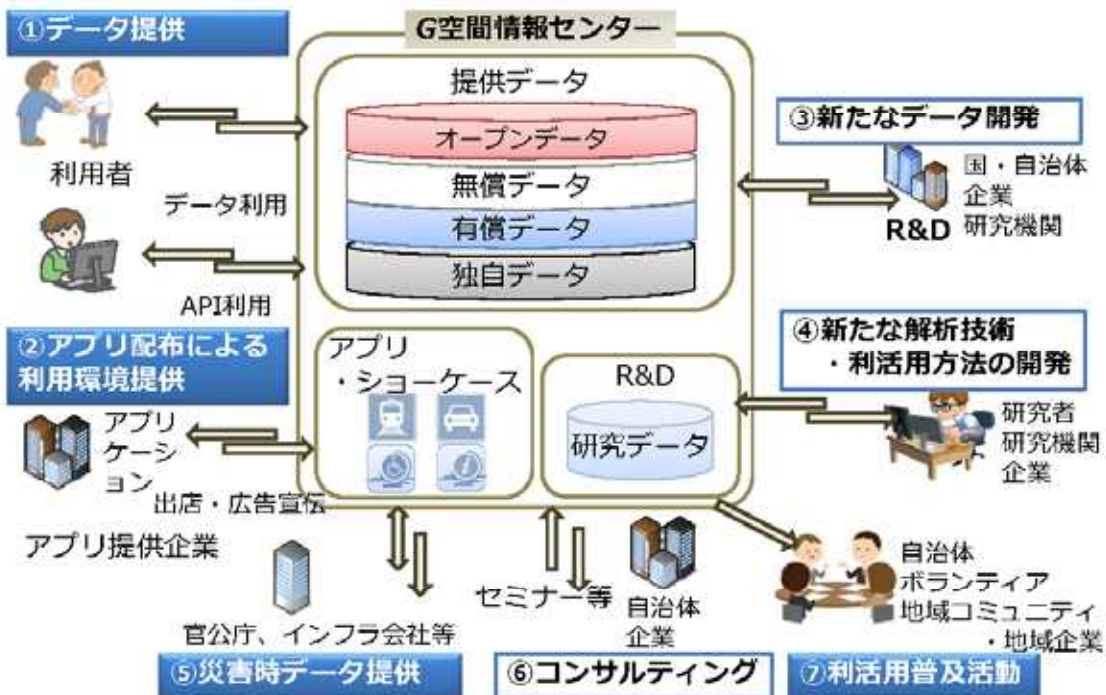 ①データ提供
G空間情報センター
提供データ
オープンデータ
無償データ
有償データ
独自データ
利用者
データ利用
API利用
③新たなデータ開発
国・自治体
企業
研究機関
R&D
②アプリ配布による
利用環境提供
アプリ
・ショーケース
R&D
研究データ
④新たな解析技術
・利活用方法の開発
研究者
研究機関
企業
アプリ
ケーシ
ョン
出店・広告宣伝
アプリ提供企業
官公庁、インフラ会社等
セミナー等
自治体
企業
自治体
ボランティア
地域コミュニティ
・地域企業
⑤災害時データ提供
⑥コンサルティング
⑦利活用普及活動